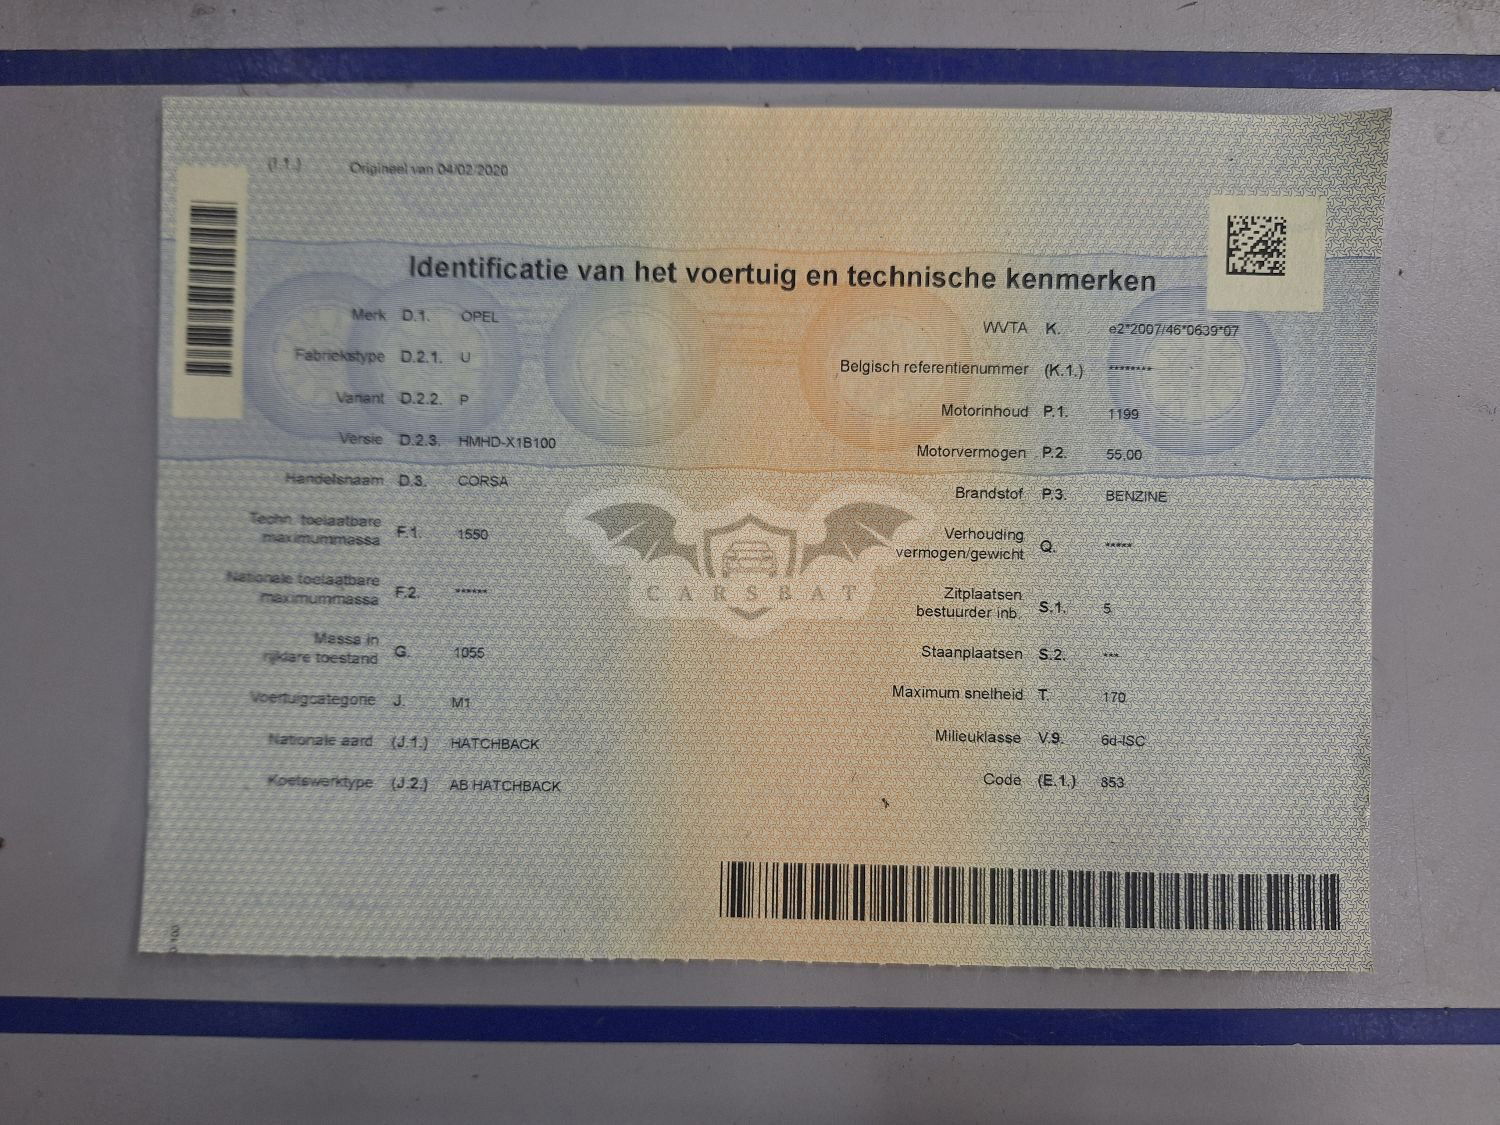 (I.1.) Origineel van 04/02/2020
Identificatie van het voertuig en technische kenmerken
Merk D.1. OPEL
Fabriekstype D.2.1. U
Variant D.2.2. P
Versie D.2.3. HMHD-X1B100
Handelsnaam D.3. CORSA
Techn. toelaatbare
maximummassa F.1. 1550
Nationale toelaatbare
maximummassa F.2. ******
Massa in
rijklare toestand G. 1055
Voertuigcategorie J. M1
Nationale aard (J.1.) HATCHBACK
Koetswerktype (J.2.) AB HATCHBACK
WVTA K. e2*2007/46*0639*07
Belgisch referentienummer (K.1.) ********
Motorinhoud P.1. 1199
Motorvermogen P.2. 55,00
Brandstof P.3. BENZINE
Verhouding
vermogen/gewicht Q. *****
Zitplaatsen
bestuurder inb. S.1. 5
Staanplaatsen S.2. ***
Maximum snelheid T. 170
Milieuklasse V.9. 6d-ISC
Code (E.1.) 853
CARSBAT